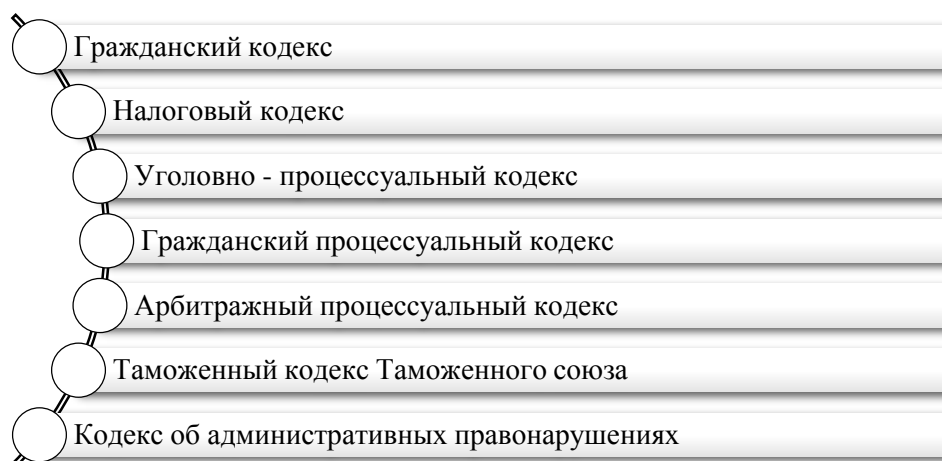 Гражданский кодекс
Налоговый кодекс
Уголовно - процессуальный кодекс
Гражданский процессуальный кодекс
Арбитражный процессуальный кодекс
Таможенный кодекс Таможенного союза
Кодекс об административных правонарушениях